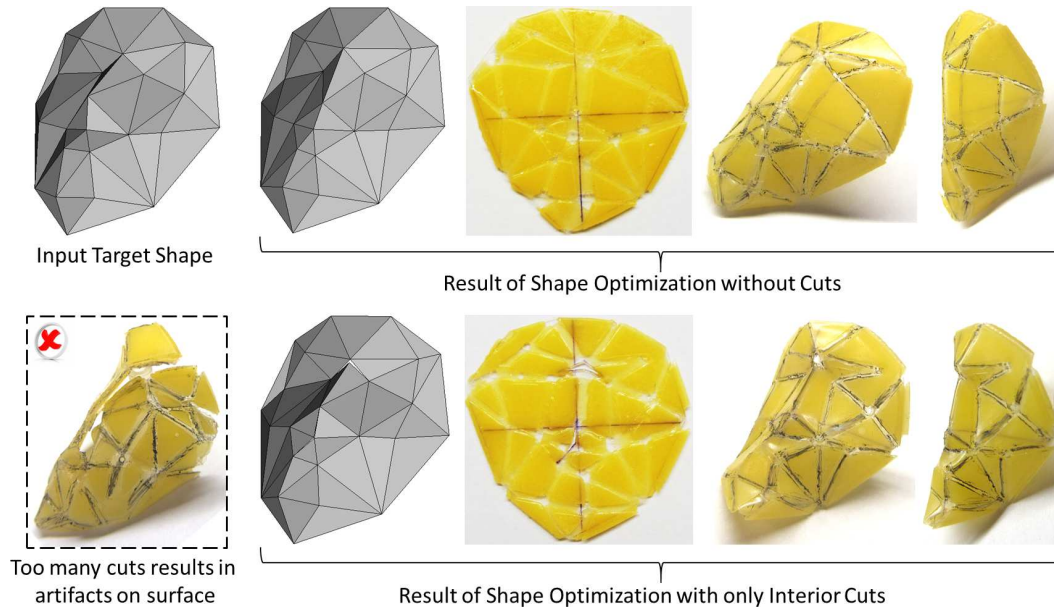 Input Target Shape
Result of Shape Optimization without Cuts
Too many cuts results in
artifacts on surface
Result of Shape Optimization with only Interior Cuts